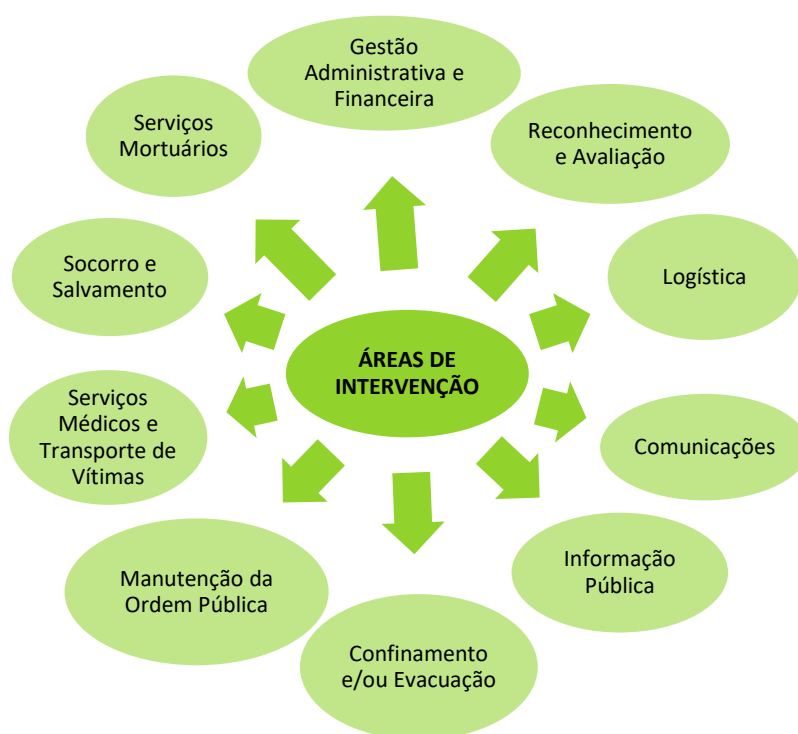 Gestão
Administrativa e
Financeira
Reconhecimento
e Avaliação
Logística
Comunicações
Informação
Pública
Confinamento
e/ou Evacuação
Manutenção da
Ordem Pública
Serviços
Médicos e
Transporte de
Vítimas
Socorro e
Salvamento
Serviços
Mortuários
ÁREAS DE
INTERVENÇÃO